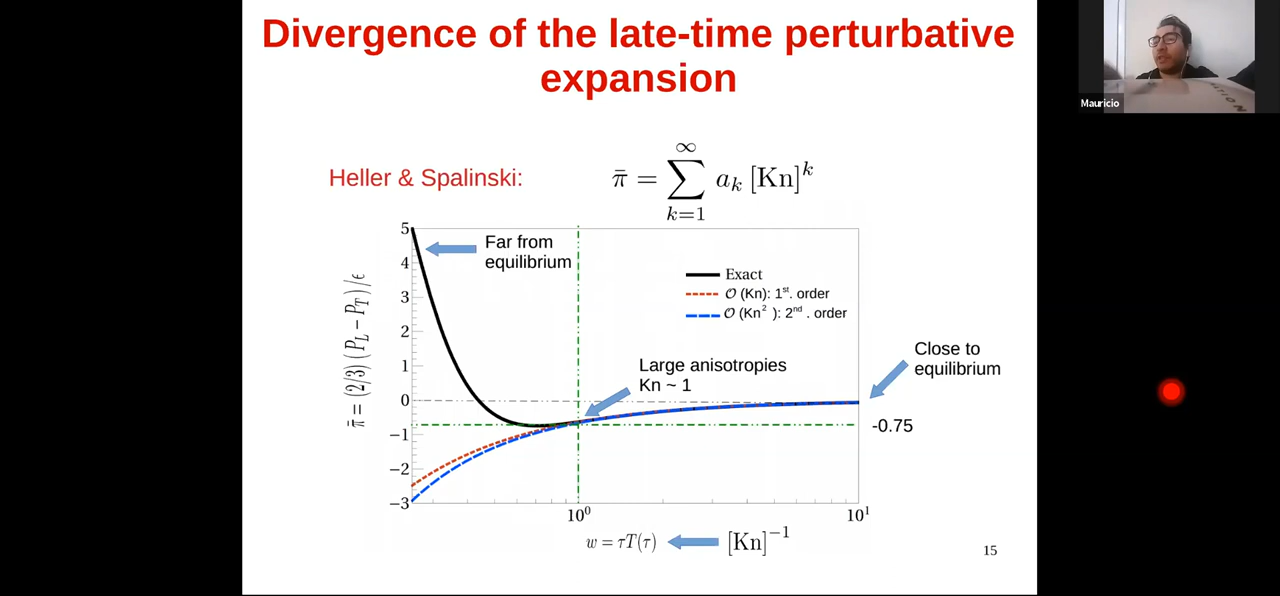 Divergence of the late-time perturbative
expansion
Mauricio
Heller & Spalinski:
π̄ = ∑_{k=1}^{∞} a_k [Kn]^k
Far from
equilibrium
Exact
𝒪 (Kn): 1st. order
𝒪 (Kn²): 2nd. order
Large anisotropies
Kn ~ 1
Close to
equilibrium
-0.75
π̄ = (2/3)(P_L − P_T)/ϵ
5
4
3
2
1
0
−1
−2
−3
10⁰
10¹
w = τT(τ)
[Kn]⁻¹
15